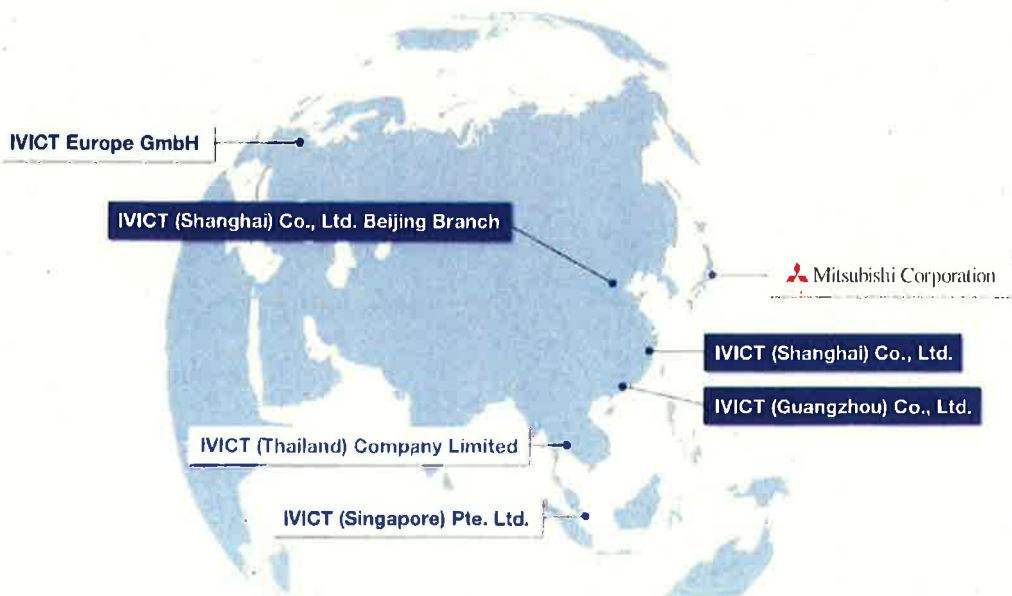 IVICT Europe GmbH
IVICT (Shanghai) Co., Ltd. Beijing Branch
Mitsubishi Corporation
IVICT (Shanghai) Co., Ltd.
IVICT (Guangzhou) Co., Ltd.
IVICT (Thailand) Company Limited
IVICT (Singapore) Pte. Ltd.